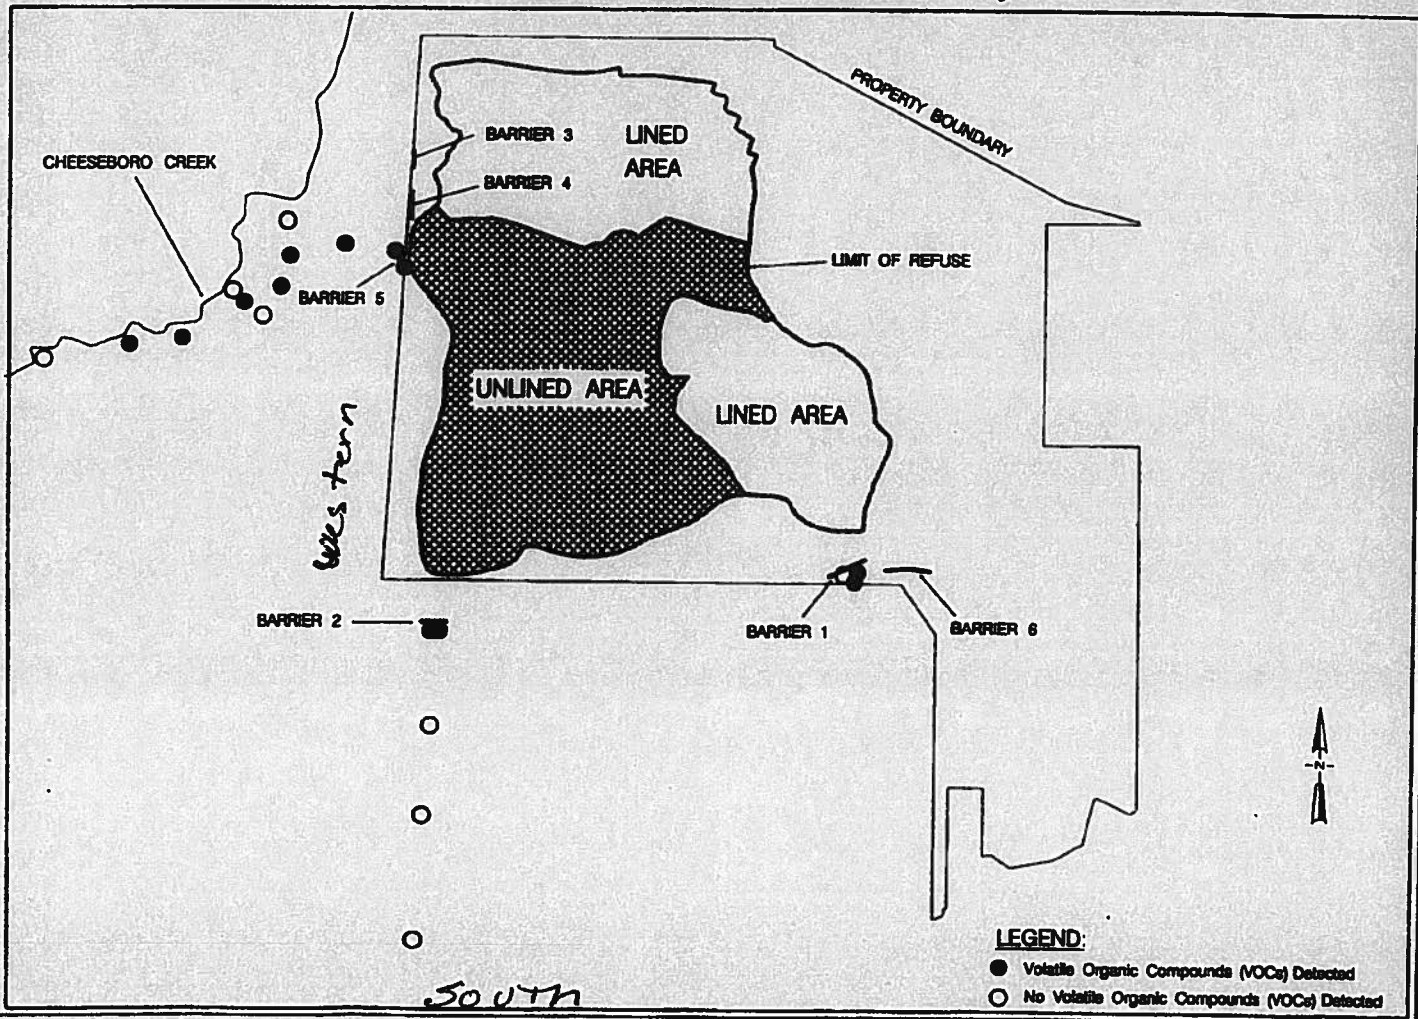 PROPERTY BOUNDARY
BARRIER 3
LINED
AREA
CHEESEBORO CREEK
BARRIER 4
LIMIT OF REFUSE
BARRIER 5
UNLINED AREA
LINED AREA
western
BARRIER 2
BARRIER 1
BARRIER 6
-N-
LEGEND:
Volatile Organic Compounds (VOCs) Detected
No Volatile Organic Compounds (VOCs) Detected
SOUTH